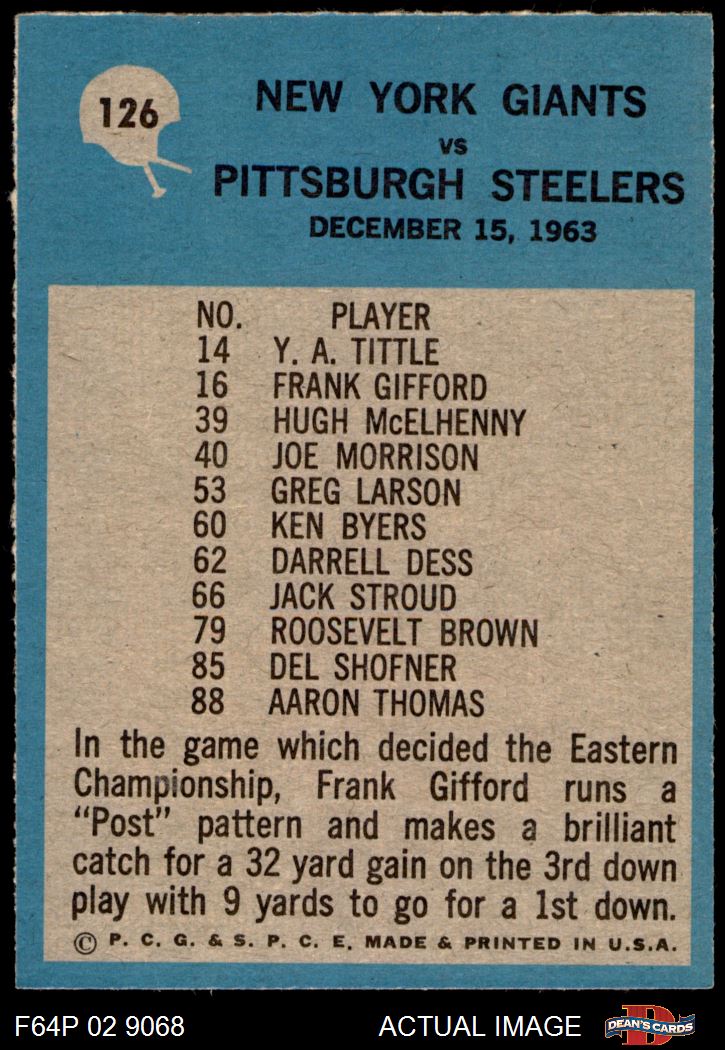 126
NEW YORK GIANTS
vs
PITTSBURGH STEELERS
DECEMBER 15, 1963
NO. PLAYER
14 Y. A. TITTLE
16 FRANK GIFFORD
39 HUGH McELHENNY
40 JOE MORRISON
53 GREG LARSON
60 KEN BYERS
62 DARRELL DESS
66 JACK STROUD
79 ROOSEVELT BROWN
85 DEL SHOFNER
88 AARON THOMAS
In the game which decided the Eastern
Championship, Frank Gifford runs a
“Post” pattern and makes a brilliant
catch for a 32 yard gain on the 3rd down
play with 9 yards to go for a 1st down.
© P. C. G. & S. P. C. E. MADE & PRINTED IN U.S.A.
F64P 02 9068 ACTUAL IMAGE D DEAN'S CARDS